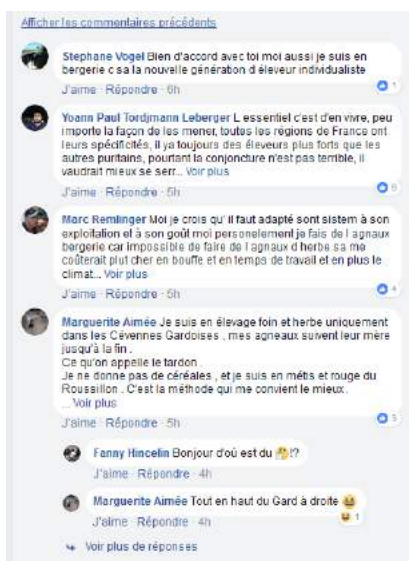 Afficher les commentaires précédents
Stephane Vogel Bien d'accord avec toi moi aussi je suis en
bergerie c sa la nouvelle génération d éleveur individualiste
J'aime · Répondre · 6h
1
Yoann Paul Tordjmann Leberger L essentiel c'est d'en vivre, peu
importe la façon de les mener, toutes les régions de France ont
leurs spécificités, il ya toujours des éleveurs plus forts que les
autres puritains, pourtant la conjoncture n'est pas terrible, il
vaudrait mieux se serr... Voir plus
J'aime · Répondre · 5h
6
Marc Remlinger Moi je crois qu' il faut adapté sont sistem à son
exploitation et à son goût moi personelement je fais de l agnaux
bergerie car impossible de faire de l agnaux d herbe sa me
coûterait plut cher en bouffe et en temps de travail et en plus le
climat... Voir plus
J'aime · Répondre · 5h
4
Marguerite Aimée Je suis en élevage foin et herbe uniquement
dans les Cévennes Gardoises , mes agneaux suivent leur mère
jusqu'à la fin .
Ce qu'on appelle le tardon .
Je ne donne pas de céréales , et je suis en métis et rouge du
Roussillon . C'est la méthode qui me convient le mieux .
... Voir plus
J'aime · Répondre · 5h
Fanny Hincelin Bonjour d'où est du 🤔!?
J'aime · Répondre · 4h
Marguerite Aimée Tout en haut du Gard à droite 😆
J'aime · Répondre · 4h
1
Voir plus de réponses